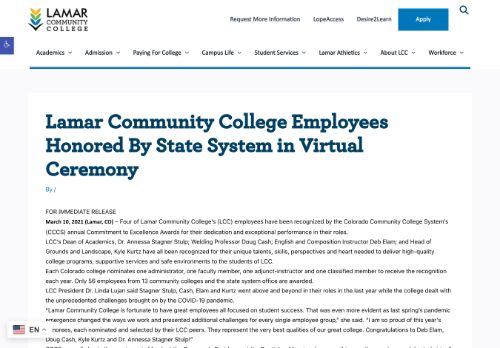 LAMAR
COMMUNITY
COLLEGE
Request More Information LopeAccess Desire2Learn Apply
Academics Admission Paying For College Campus Life Student Services Lamar Athletics About LCC Workforce
Lamar Community College Employees
Honored By State System in Virtual
Ceremony
By /
FOR IMMEDIATE RELEASE
March 10, 2021 (Lamar, CO) – Four of Lamar Community College's (LCC) employees have been recognized by the Colorado Community College System's
(CCCS) annual Commitment to Excellence Awards for their dedication and exceptional performance in their roles.
LCC's Dean of Academics, Dr. Annessa Stagner Stulp; Welding Professor Doug Cash; English and Composition Instructor Deb Elam; and Head of
Grounds and Landscape, Kyle Kurtz have all been recognized for their unique talents, skills, perspectives and heart needed to deliver high-quality
college programs, supportive services and safe environments to the students of LCC.
Each Colorado college nominates one administrator, one faculty member, one adjunct-instructor and one classified member to receive the recognition
each year. Only 56 employees from 13 community colleges and the state system office are awarded.
LCC President Dr. Linda Lujan said Stagner Stulp, Cash, Elam and Kurtz went above and beyond in their roles in the last year while the college dealt with
the unprecedented challenges brought on by the COVID-19 pandemic.
"Lamar Community College is fortunate to have great employees all focused on student success. That was even more evident as last spring's pandemic
emergence changed the ways we work and presented additional challenges for every single employee group," she said. "I am so proud of this year's
honorees, each nominated and selected by their LCC peers. They represent the very best qualities of our great college. Congratulations to Deb Elam,
Doug Cash, Kyle Kurtz and Dr. Annessa Stagner Stulp!"
EN